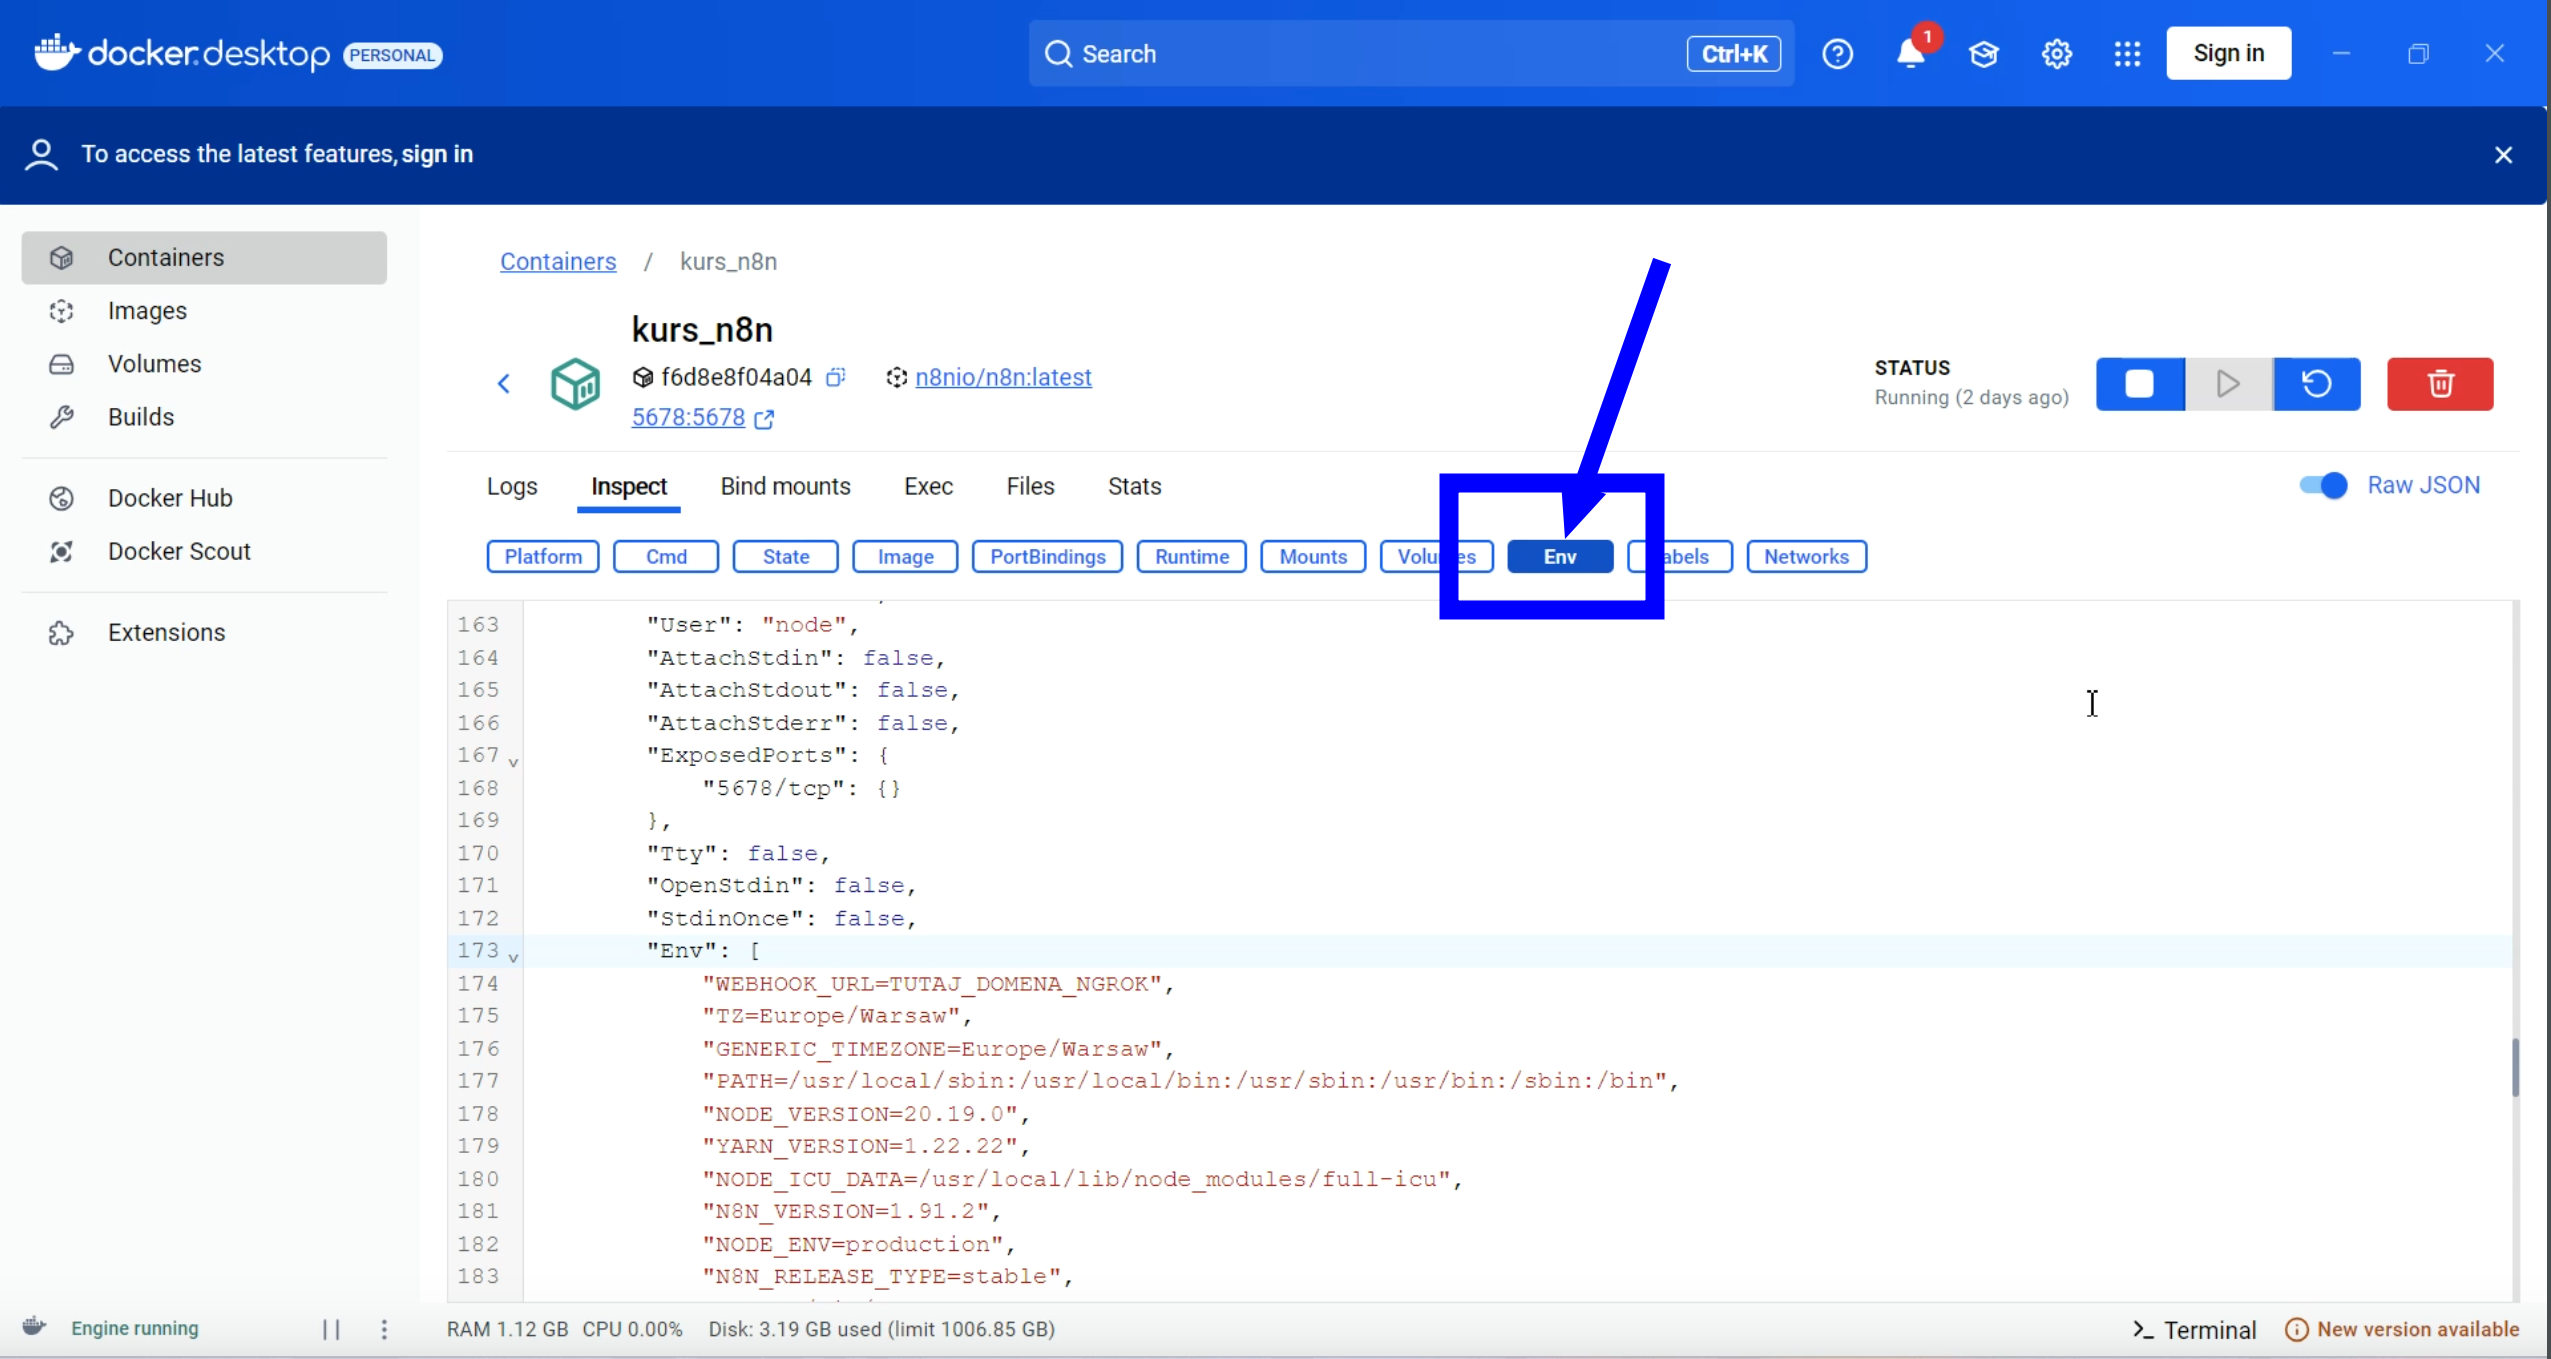 docker.desktop PERSONAL
Search Ctrl+K 1 Sign in
To access the latest features, sign in
Containers
Images
Volumes
Builds
Docker Hub
Docker Scout
Extensions
Containers / kurs_n8n
kurs_n8n
f6d8e8f04a04 n8nio/n8n:latest
5678:5678
STATUS
Running (2 days ago)
Logs Inspect Bind mounts Exec Files Stats
Raw JSON
Platform Cmd State Image PortBindings Runtime Mounts Volumes Env Labels Networks
163 "User": "node",
164 "AttachStdin": false,
165 "AttachStdout": false,
166 "AttachStderr": false,
167 "ExposedPorts": {
168 "5678/tcp": {}
169 },
170 "Tty": false,
171 "OpenStdin": false,
172 "StdinOnce": false,
173 "Env": [
174 "WEBHOOK_URL=TUTAJ_DOMENA_NGROK",
175 "TZ=Europe/Warsaw",
176 "GENERIC_TIMEZONE=Europe/Warsaw",
177 "PATH=/usr/local/sbin:/usr/local/bin:/usr/sbin:/usr/bin:/sbin:/bin",
178 "NODE_VERSION=20.19.0",
179 "YARN_VERSION=1.22.22",
180 "NODE_ICU_DATA=/usr/local/lib/node_modules/full-icu",
181 "N8N_VERSION=1.91.2",
182 "NODE_ENV=production",
183 "N8N_RELEASE_TYPE=stable",
Engine running
RAM 1.12 GB CPU 0.00% Disk: 3.19 GB used (limit 1006.85 GB)
Terminal New version available